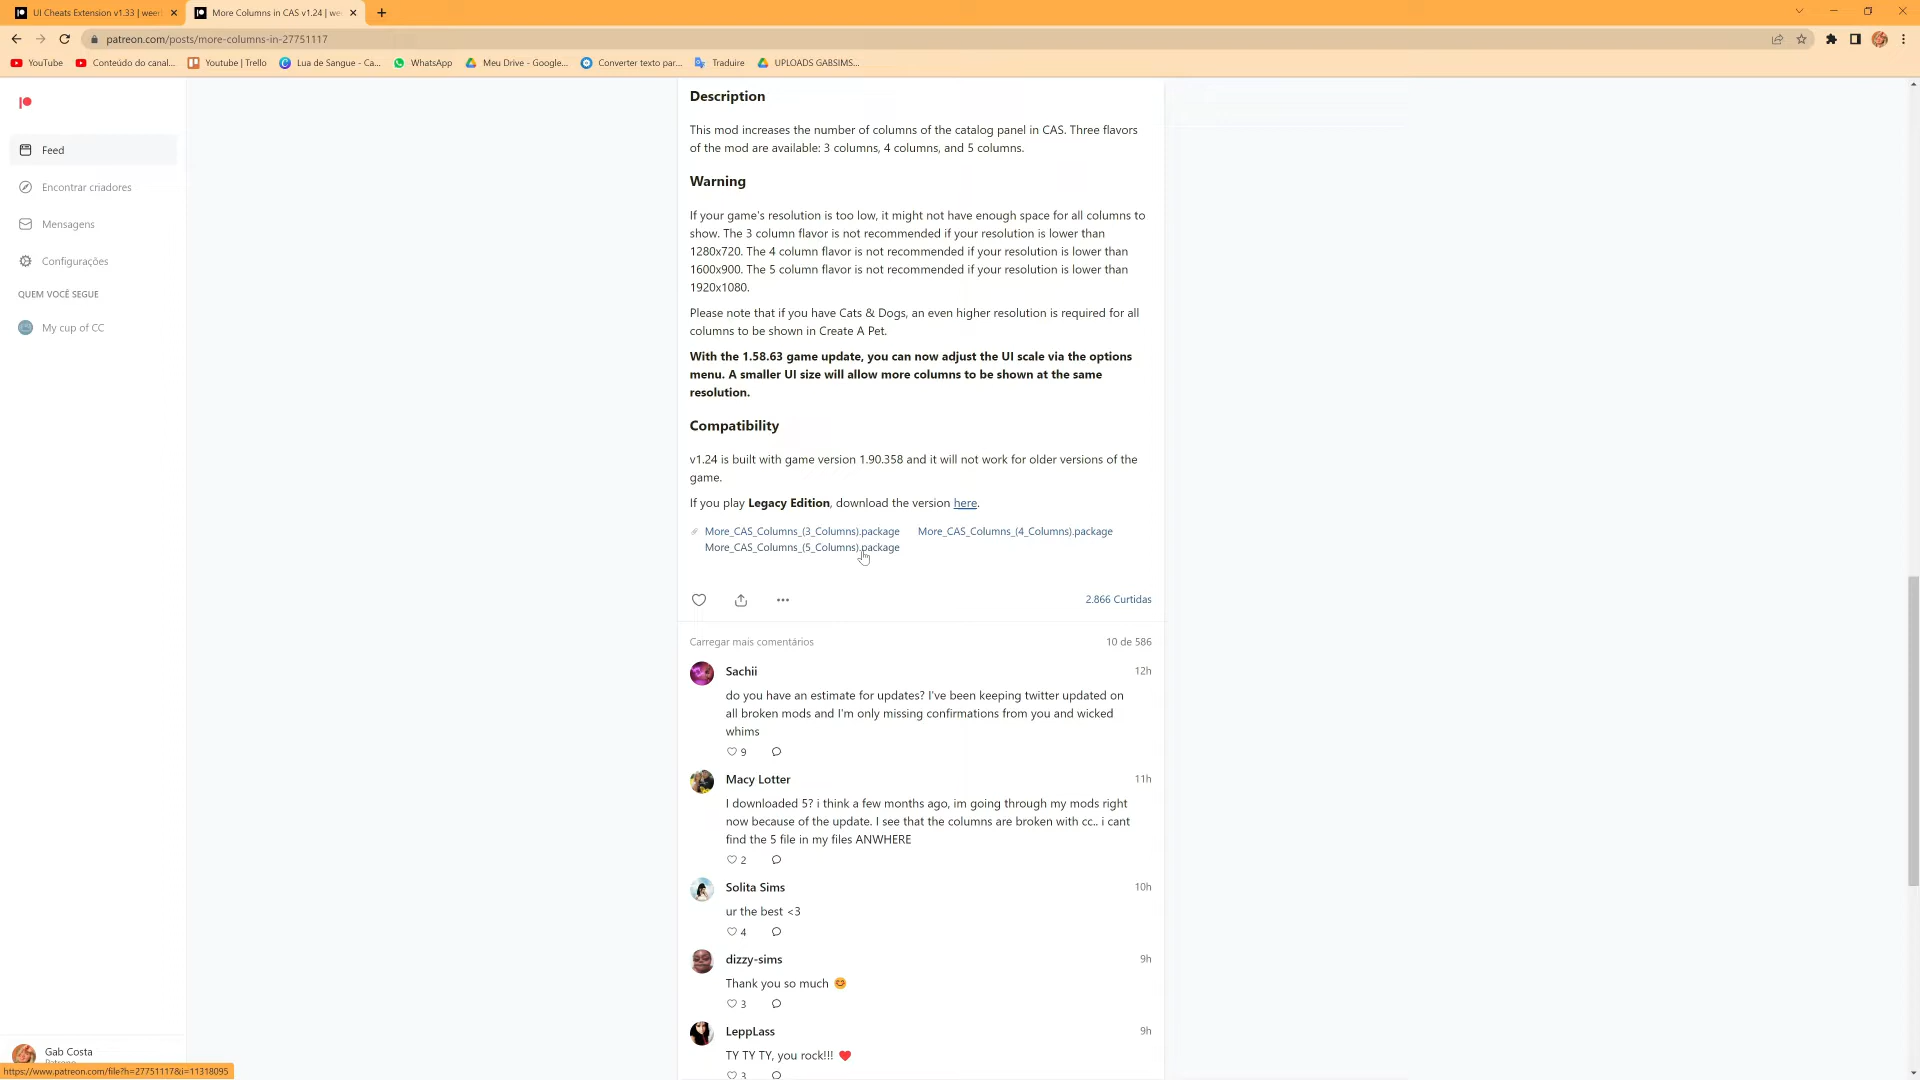 UI Cheats Extension v1.33 | weer
More Columns in CAS v1.24 | we
patreon.com/posts/more-columns-in-27751117
YouTube
Conteúdo do canal...
Youtube | Trello
Lua de Sangue - Ca...
WhatsApp
Meu Drive - Google...
Converter texto par...
Traduire
UPLOADS GABSIMS...
Feed
Encontrar criadores
Mensagens
Configurações
QUEM VOCÊ SEGUE
My cup of CC
Gab Costa
https://www.patreon.com/file?h=27751117&i=11318095
Description
This mod increases the number of columns of the catalog panel in CAS. Three flavors
of the mod are available: 3 columns, 4 columns, and 5 columns.
Warning
If your game's resolution is too low, it might not have enough space for all columns to
show. The 3 column flavor is not recommended if your resolution is lower than
1280x720. The 4 column flavor is not recommended if your resolution is lower than
1600x900. The 5 column flavor is not recommended if your resolution is lower than
1920x1080.
Please note that if you have Cats & Dogs, an even higher resolution is required for all
columns to be shown in Create A Pet.
With the 1.58.63 game update, you can now adjust the UI scale via the options
menu. A smaller UI size will allow more columns to be shown at the same
resolution.
Compatibility
v1.24 is built with game version 1.90.358 and it will not work for older versions of the
game.
If you play Legacy Edition, download the version here.
More_CAS_Columns_(3_Columns).package More_CAS_Columns_(4_Columns).package
More_CAS_Columns_(5_Columns).package
2.866 Curtidas
Carregar mais comentários 10 de 586
Sachii 12h
do you have an estimate for updates? I've been keeping twitter updated on
all broken mods and I'm only missing confirmations from you and wicked
whims
9
Macy Lotter 11h
I downloaded 5? i think a few months ago, im going through my mods right
now because of the update. I see that the columns are broken with cc.. i cant
find the 5 file in my files ANWHERE
2
Solita Sims 10h
ur the best <3
4
dizzy-sims 9h
Thank you so much 😊
3
LeppLass 9h
TY TY TY, you rock!!! ❤️
3